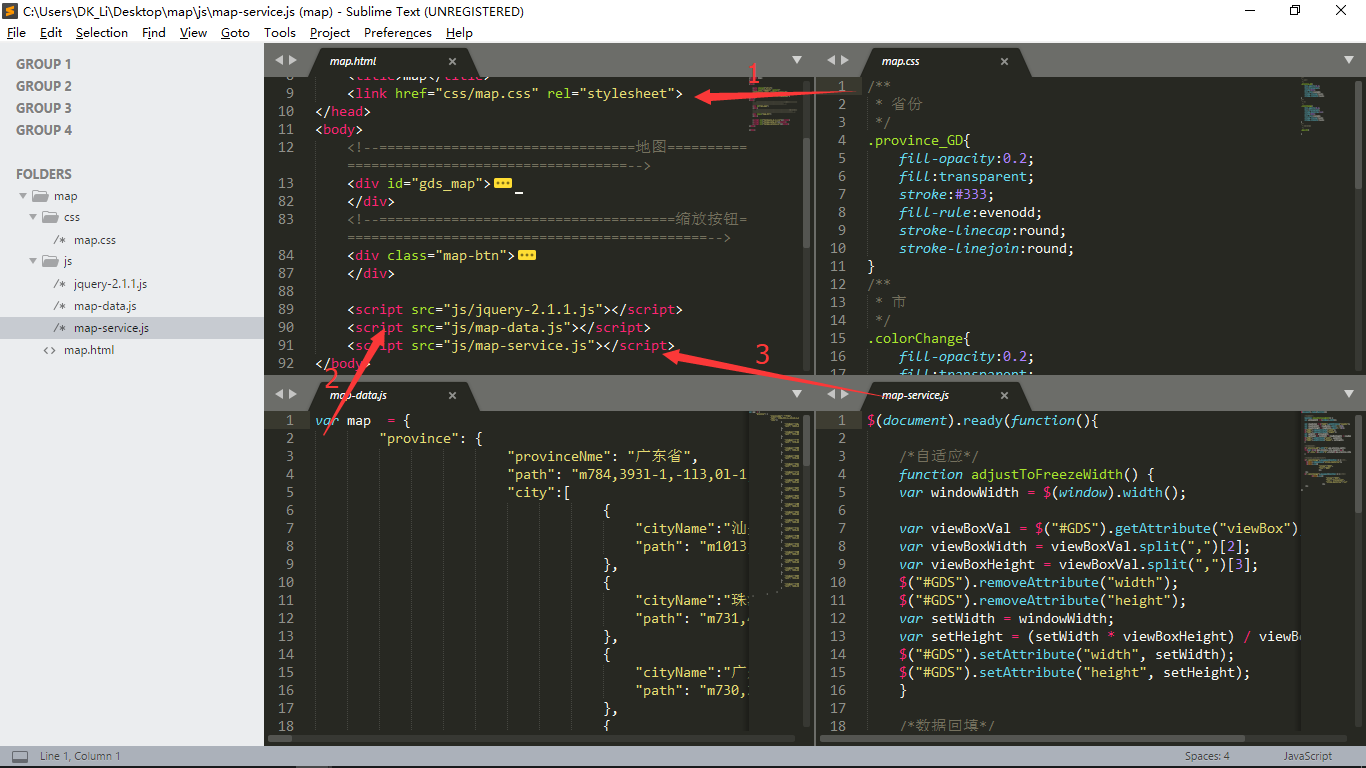 C:\Users\DK_Li\Desktop\map\js\map-service.js (map) - Sublime Text (UNREGISTERED)
File Edit Selection Find View Goto Tools Project Preferences Help
GROUP 1
GROUP 2
GROUP 3
GROUP 4
FOLDERS
map
css
/* map.css
js
/* jquery-2.1.1.js
/* map-data.js
/* map-service.js
<> map.html
map.html
9 <link href="css/map.css" rel="stylesheet">
10 </head>
11 <body>
12 <!--================================地图==========
===================================-->
13 <div id="gds_map">
82 </div>
83 <!--=====================================缩放按钮=
=============================================-->
84 <div class="map-btn">
87 </div>
88
89 <script src="js/jquery-2.1.1.js"></script>
90 <script src="js/map-data.js"></script>
91 <script src="js/map-service.js"></script>
92 </body>
1
2
3
map.css
1 /**
2 * 省份
3 */
4 .province_GD{
5 fill-opacity:0.2;
6 fill:transparent;
7 stroke:#333;
8 fill-rule:evenodd;
9 stroke-linecap:round;
10 stroke-linejoin:round;
11 }
12 /**
13 * 市
14 */
15 .colorChange{
16 fill-opacity:0.2;
17 fill:transparent;
map-data.js
1 var map = {
2 "province": {
3 "provinceNme": "广东省",
4 "path": "m784,393l-1,-113,0l-1
5 "city":[
6 {
7 "cityName":"汕
8 "path": "m1013
9 },
10 {
11 "cityName":"珠
12 "path": "m731,
13 },
14 {
15 "cityName":"广
16 "path": "m730,
17 },
18 {
map-service.js
1 $(document).ready(function(){
2
3 /*自适应*/
4 function adjustToFreezeWidth() {
5 var windowWidth = $(window).width();
6
7 var viewBoxVal = $("#GDS").getAttribute("viewBox")
8 var viewBoxWidth = viewBoxVal.split(",")[2];
9 var viewBoxHeight = viewBoxVal.split(",")[3];
10 $("#GDS").removeAttribute("width");
11 $("#GDS").removeAttribute("height");
12 var setWidth = windowWidth;
13 var setHeight = (setWidth * viewBoxHeight) / viewBo
14 $("#GDS").setAttribute("width", setWidth);
15 $("#GDS").setAttribute("height", setHeight);
16 }
17
18 /*数据回填*/
Line 1, Column 1
Spaces: 4
JavaScript